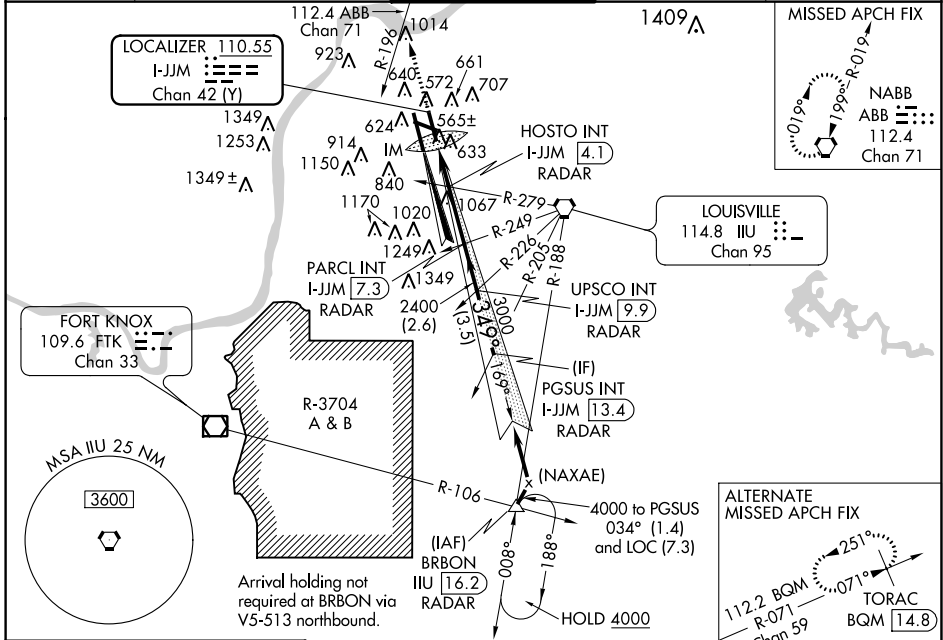 112.4 ABB
Chan 71
R-196
1014
1409
923
LOCALIZER 110.55
I-JJM
Chan 42 (Y)
640
572
661
707
1349
1253
1349 ±
624
565±
633
IM
914
1150
840
1067
1170
1020
1249
1349
HOSTO INT
I-JJM 4.1
RADAR
R-279
R-249
R-226
R-205
R-188
LOUISVILLE
114.8 IIU
Chan 95
PARCL INT
I-JJM 7.3
RADAR
2400
(2.6)
UPSCO INT
I-JJM 9.9
RADAR
349°
3000
(3.5)
169°
(IF)
PGSUS INT
I-JJM 13.4
RADAR
MISSED APCH FIX
R-019
019°
199°
NABB
ABB
112.4
Chan 71
FORT KNOX
109.6 FTK
Chan 33
R-3704
A & B
MSA IIU 25 NM
3600
R-106
(NAXAE)
4000 to PGSUS
034° (1.4)
and LOC (7.3)
(IAF)
BRBON
IIU 16.2
RADAR
008°
188°
HOLD 4000
Arrival holding not
required at BRBON via
V5-513 northbound.
ALTERNATE
MISSED APCH FIX
251°
071°
112.2 BQM
R-071
Chan 59
TORAC
BQM 14.8